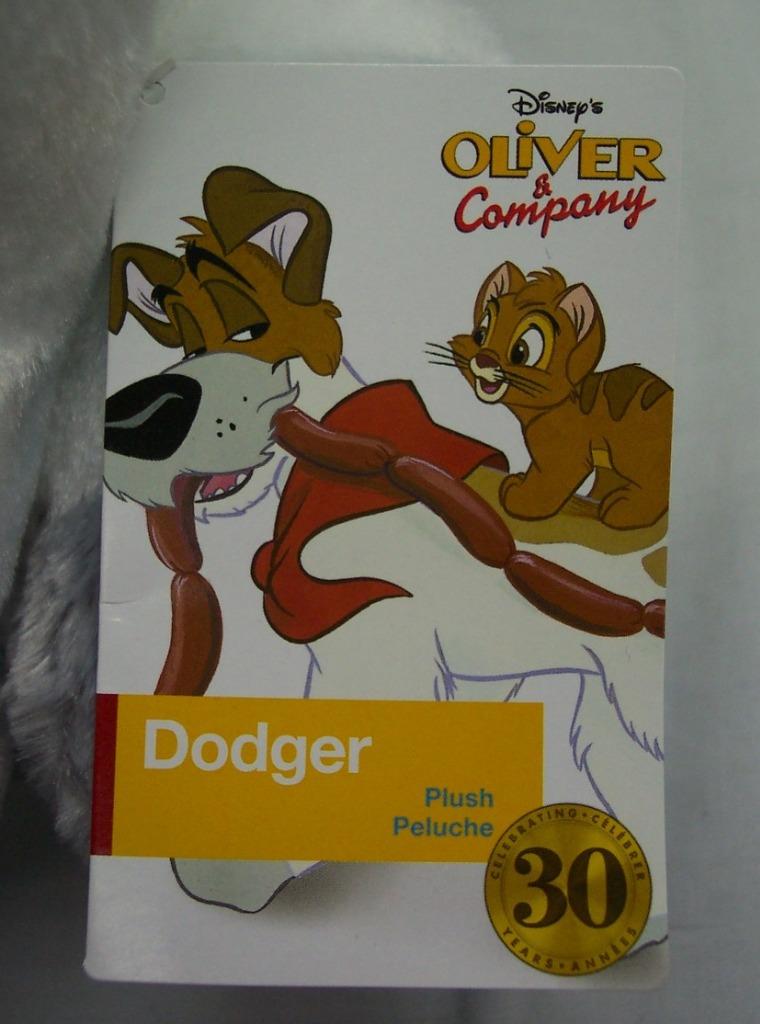 Disney's
OLIVER
&
Company
Dodger
Plush
Peluche
CELEBRATING • CÉLÉBRER
30
YEARS • ANNÉES